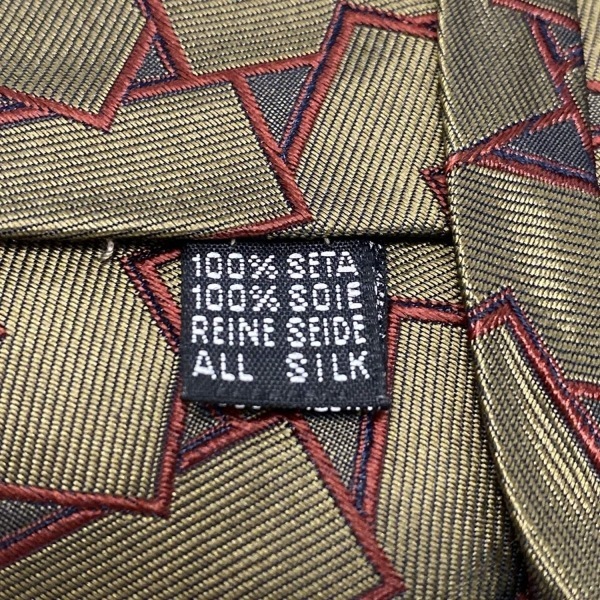 100% SETA
100% SOIE
REINE SEIDE
ALL SILK